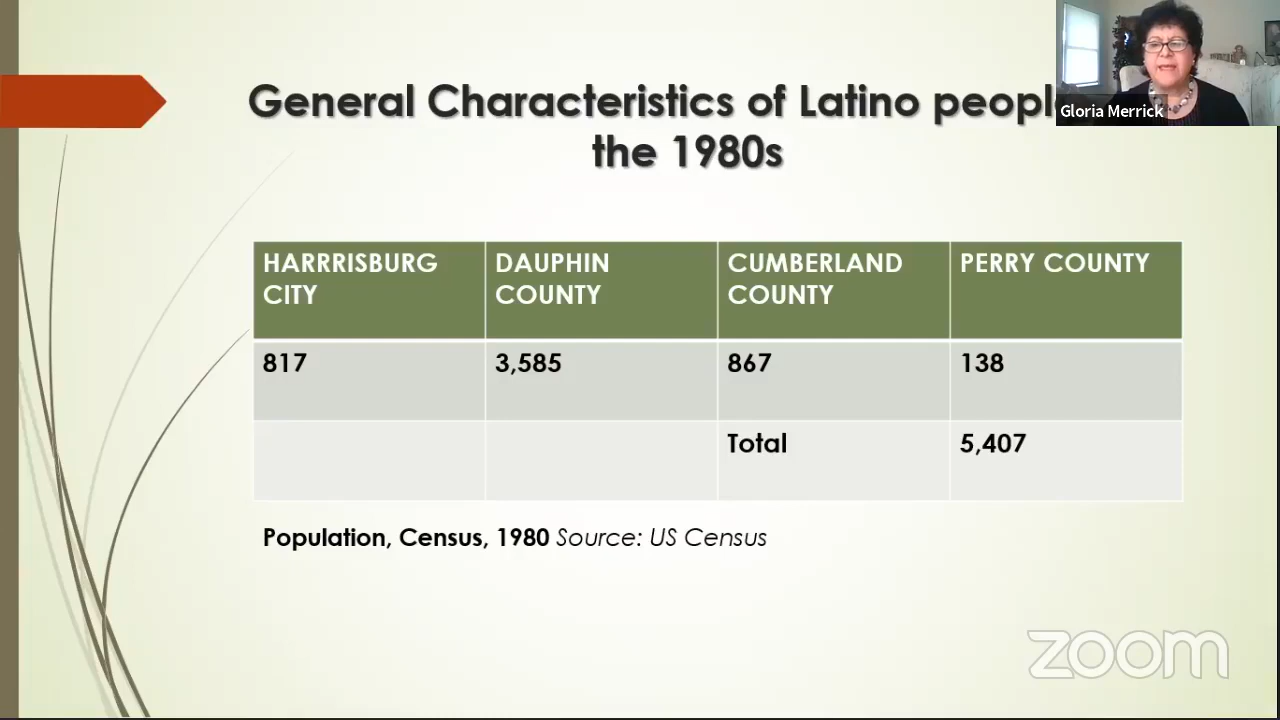 General Characteristics of Latino
the 1980s
Gloria Merrick
HARRRISBURG CITY
DAUPHIN COUNTY
CUMBERLAND COUNTY
PERRY COUNTY
817
3,585
867
138
Total
5,407
Population, Census, 1980 Source: US Census
zoom